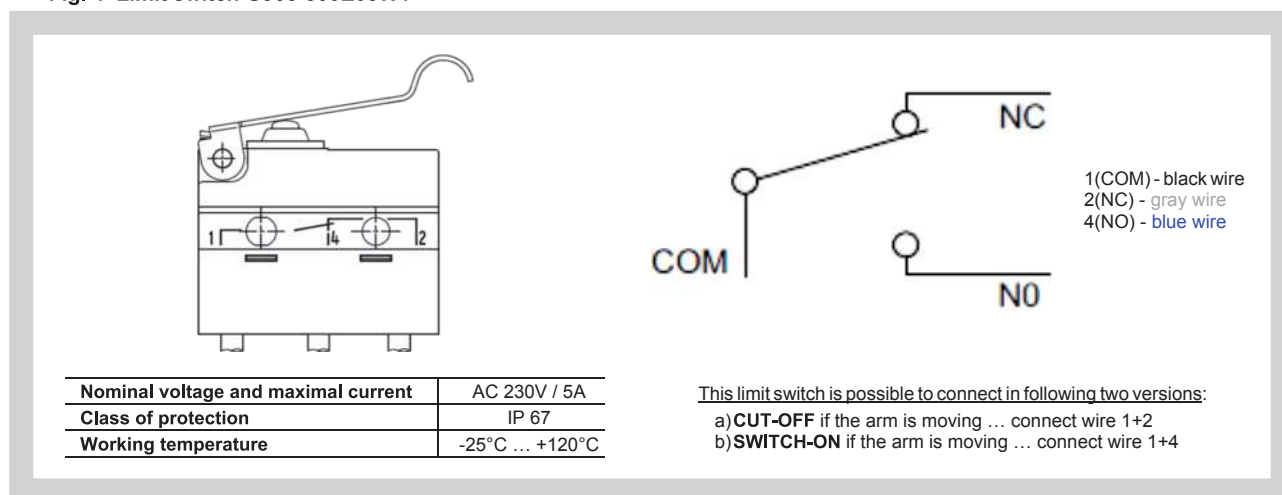 NC
1(COM) - black wire
2(NC) - gray wire
4(NO) - blue wire
1 4 2
COM
N0
Nominal voltage and maximal current AC 230V / 5A
Class of protection IP 67
Working temperature -25°C … +120°C
This limit switch is possible to connect in following two versions:
a) CUT-OFF if the arm is moving … connect wire 1+2
b) SWITCH-ON if the arm is moving … connect wire 1+4